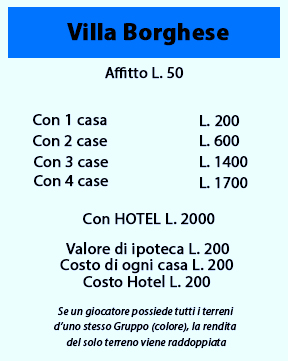 Villa Borghese
Affitto L. 50
Con 1 casa L. 200
Con 2 case L. 600
Con 3 case L. 1400
Con 4 case L. 1700
Con HOTEL L. 2000
Valore di ipoteca L. 200
Costo di ogni casa L. 200
Costo Hotel L. 200
Se un giocatore possiede tutti i terreni
d'uno stesso Gruppo (colore), la rendita
del solo terreno viene raddoppiata